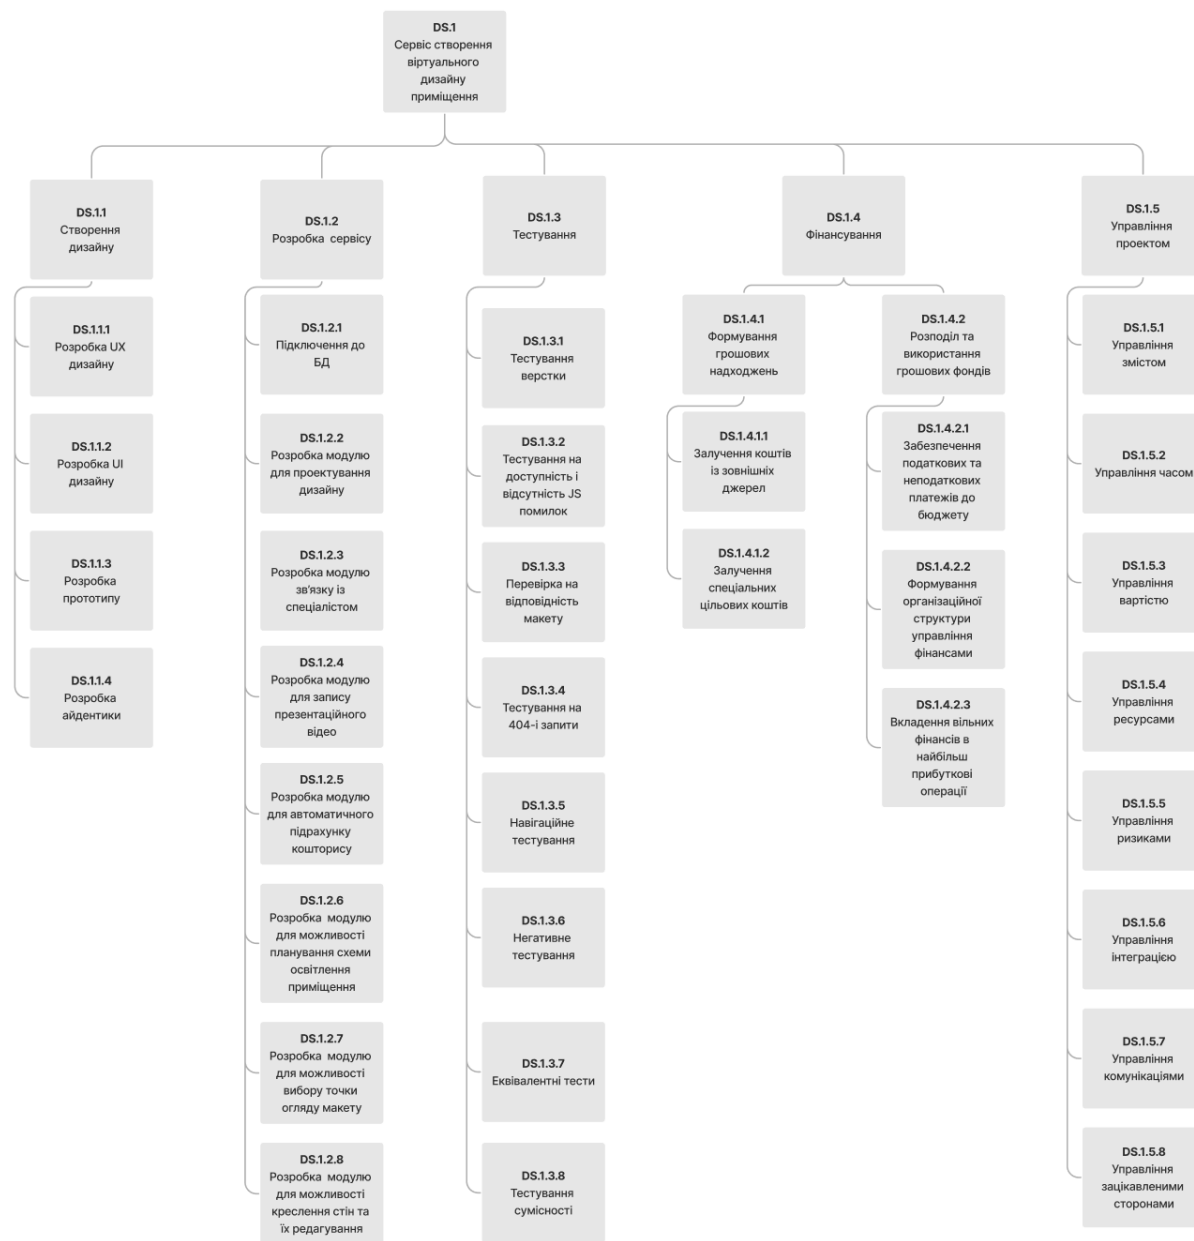 DS.1
Сервіс створення
віртуального
дизайну
приміщення
DS.1.1
Створення
дизайну
DS.1.1.1
Розробка UX
дизайну
DS.1.1.2
Розробка UI
дизайну
DS.1.1.3
Розробка
прототипу
DS.1.1.4
Розробка
айдентики
DS.1.2
Розробка сервісу
DS.1.2.1
Підключення до
БД
DS.1.2.2
Розробка модулю
для проектування
дизайну
DS.1.2.3
Розробка модулю
зв'язку із
спеціалістом
DS.1.2.4
Розробка модулю
для запису
презентаційного
відео
DS.1.2.5
Розробка модулю
для автоматичного
підрахунку
кошторису
DS.1.2.6
Розробка модулю
для можливості
планування схеми
освітлення
приміщення
DS.1.2.7
Розробка модулю
для можливості
вибору точки
огляду макету
DS.1.2.8
Розробка модулю
для можливості
креслення стін та
їх редагування
DS.1.3
Тестування
DS.1.3.1
Тестування
верстки
DS.1.3.2
Тестування на
доступність і
відсутність JS
помилок
DS.1.3.3
Перевірка на
відповідність
макету
DS.1.3.4
Тестування на
404-і запити
DS.1.3.5
Навігаційне
тестування
DS.1.3.6
Негативне
тестування
DS.1.3.7
Еквівалентні тести
DS.1.3.8
Тестування
сумісності
DS.1.4
Фінансування
DS.1.4.1
Формування
грошових
надходжень
DS.1.4.1.1
Залучення коштів
із зовнішніх
джерел
DS.1.4.1.2
Залучення
спеціальних
цільових коштів
DS.1.4.2
Розподіл та
використання
грошових фондів
DS.1.4.2.1
Забезпечення
податкових та
неподаткових
платежів до
бюджету
DS.1.4.2.2
Формування
організаційної
структури
управління
фінансами
DS.1.4.2.3
Вкладення вільних
фінансів в
найбільш
прибуткові
операції
DS.1.5
Управління
проектом
DS.1.5.1
Управління
змістом
DS.1.5.2
Управління часом
DS.1.5.3
Управління
вартістю
DS.1.5.4
Управління
ресурсами
DS.1.5.5
Управління
ризиками
DS.1.5.6
Управління
інтеграцією
DS.1.5.7
Управління
комунікаціями
DS.1.5.8
Управління
зацікавленими
сторонами